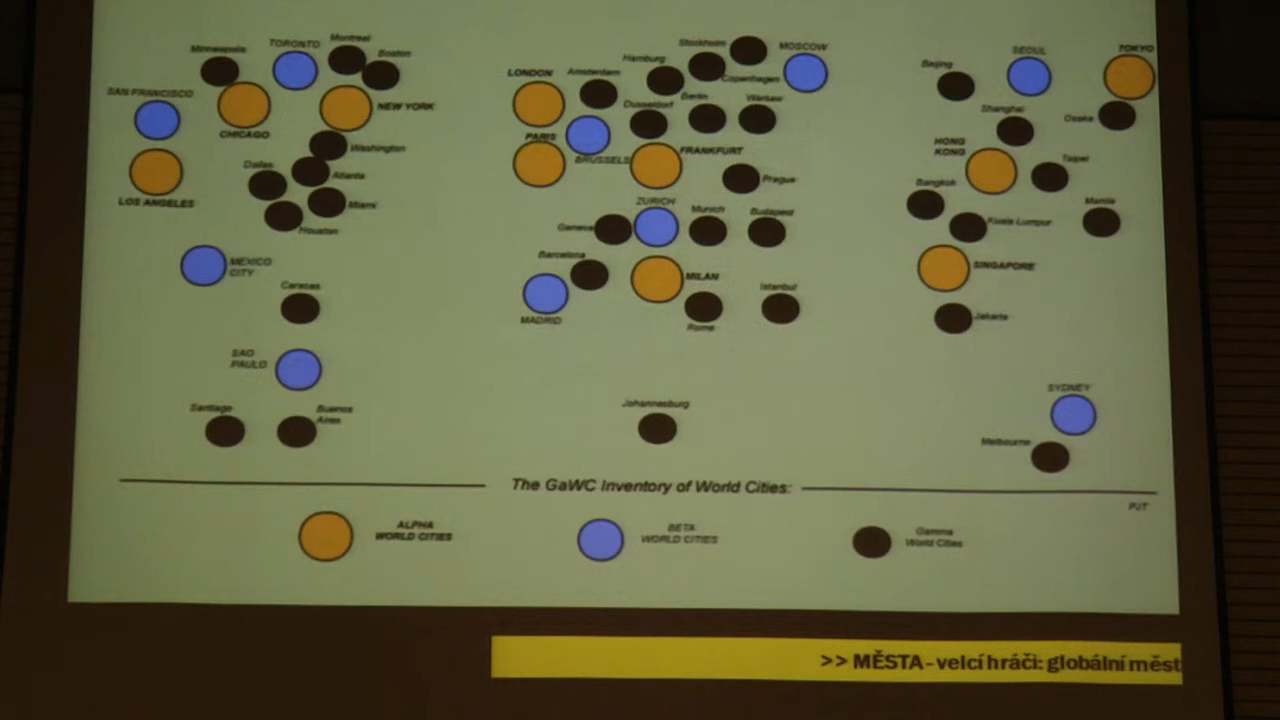 Minneapolis
TORONTO
Montreal
Boston
SAN FRANCISCO
CHICAGO
NEW YORK
Washington
Dallas
Atlanta
LOS ANGELES
Miami
Houston
MEXICO
CITY
Caracas
SAO
PAULO
Santiago
Buenos
Aires
LONDON
Amsterdam
Hamburg
Stockholm
Copenhagen
MOSCOW
Dusseldorf
Berlin
Warsaw
PARIS
BRUSSELS
FRANKFURT
Prague
ZURICH
Geneva
Munich
Budapest
Barcelona
MADRID
MILAN
Rome
Istanbul
Johannesburg
Beijing
SEOUL
TOKYO
Shanghai
Osaka
HONG
KONG
Taipei
Bangkok
Kuala Lumpur
Manila
SINGAPORE
Jakarta
SYDNEY
Melbourne
The GaWC Inventory of World Cities:
PJT
ALPHA
WORLD CITIES
BETA
WORLD CITIES
Gamma
World Cities
>> MĚSTA - velcí hráči: globální měst